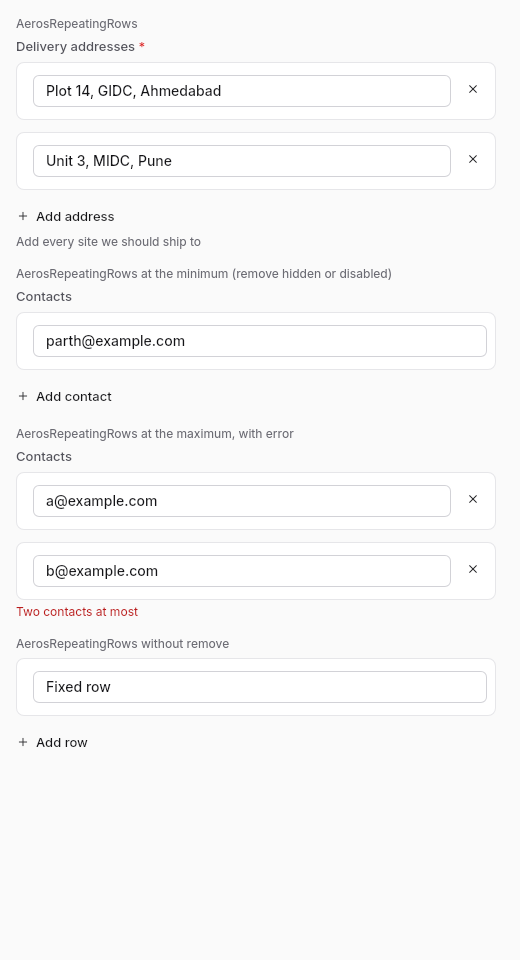 AerosRepeatingRows
Delivery addresses *
Plot 14, GIDC, Ahmedabad
Unit 3, MIDC, Pune
+ Add address
Add every site we should ship to
AerosRepeatingRows at the minimum (remove hidden or disabled)
Contacts
parth@example.com
+ Add contact
AerosRepeatingRows at the maximum, with error
Contacts
a@example.com
b@example.com
Two contacts at most
AerosRepeatingRows without remove
Fixed row
+ Add row